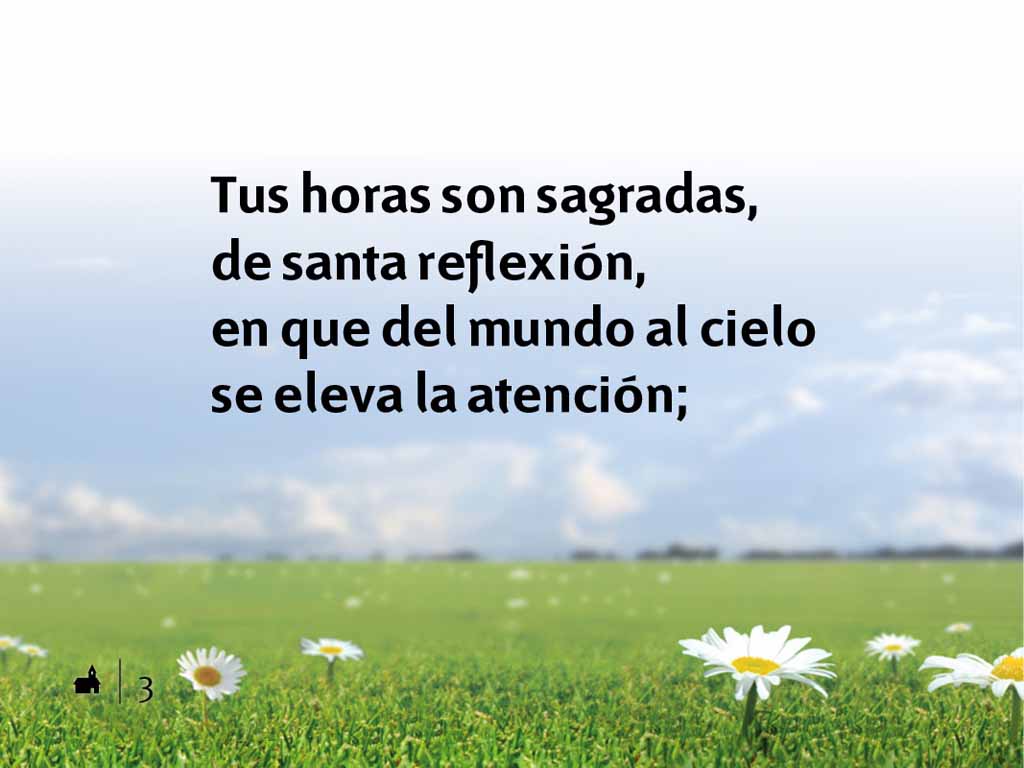 Tus horas son sagradas,
de santa reflexión,
en que del mundo al cielo
se eleva la atención;
3